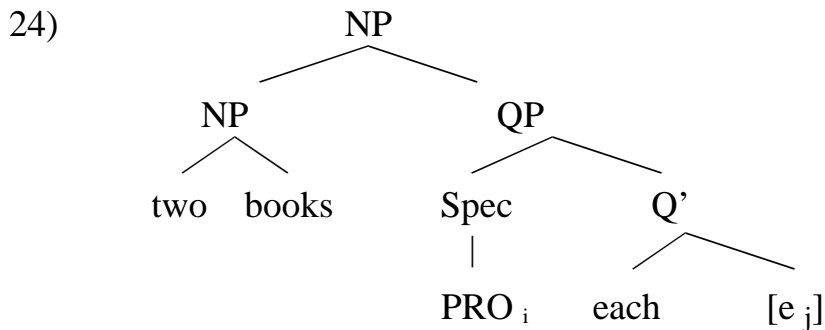 24) NP
NP QP
two books Spec Q’
PRO i each [e j]